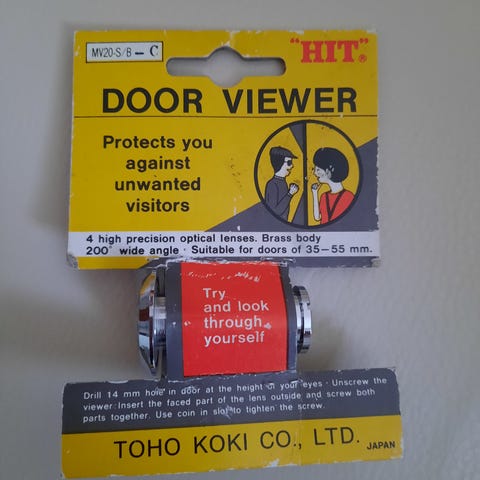 MV20-S/B - C
"HIT"®
DOOR VIEWER
Protects you
against
unwanted
visitors
4 high precision optical lenses. Brass body
200° wide angle · Suitable for doors of 35-55 mm.
Try
and look
through
yourself
Drill 14 mm hole in door at the height of your eyes · Unscrew the
viewer. Insert the faced part of the lens outside and screw both
parts together. Use coin in slot to tighten the screw.
TOHO KOKI CO., LTD. JAPAN